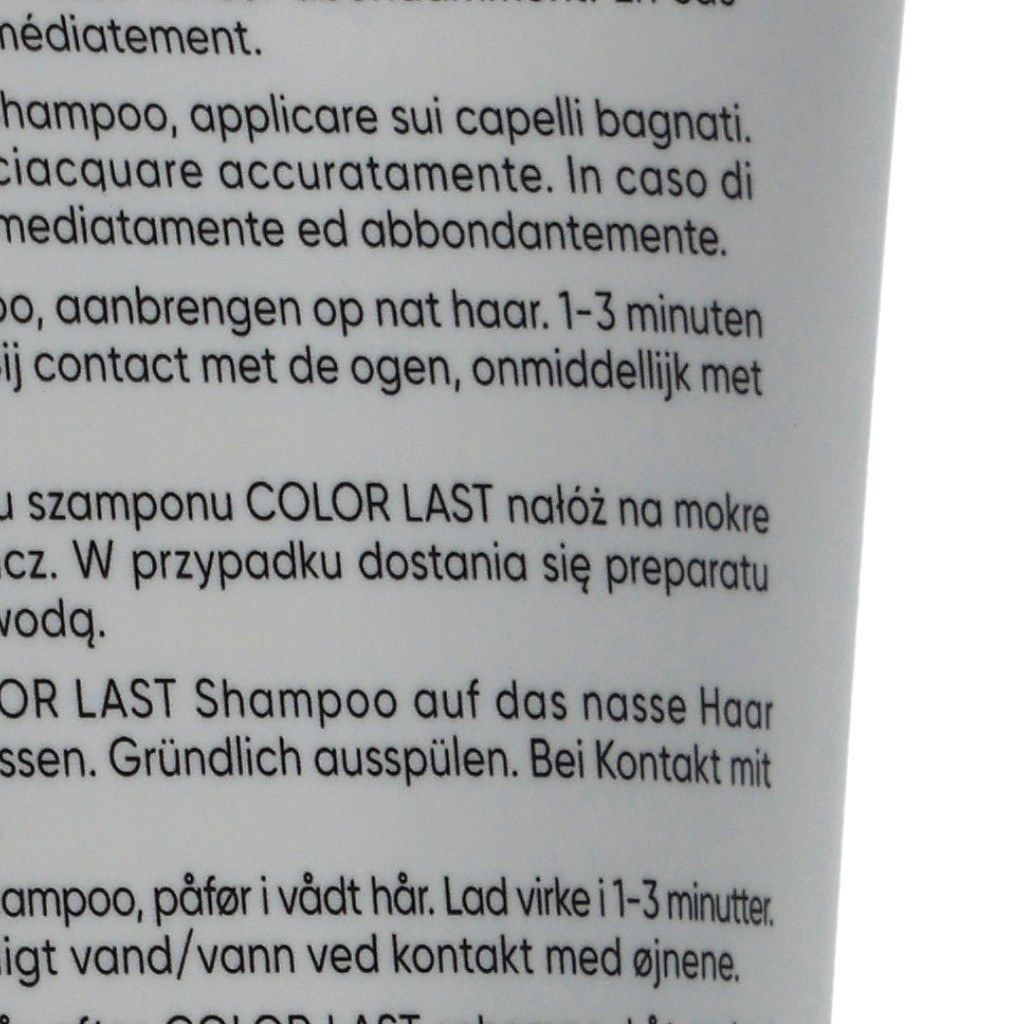 médiatement.
hampoo, applicare sui capelli bagnati.
ciacquare accuratamente. In caso di
mediatamente ed abbondantemente.
oo, aanbrengen op nat haar. 1-3 minuten
ij contact met de ogen, onmiddellijk met
u szamponu COLOR LAST nałóż na mokre
cz. W przypadku dostania się preparatu
wodą.
OR LAST Shampoo auf das nasse Haar
ssen. Gründlich ausspülen. Bei Kontakt mit
ampoo, påfør i vådt hår. Lad virke i 1-3 minutter.
ligt vand/vann ved kontakt med øjnene.
COLOR LAST